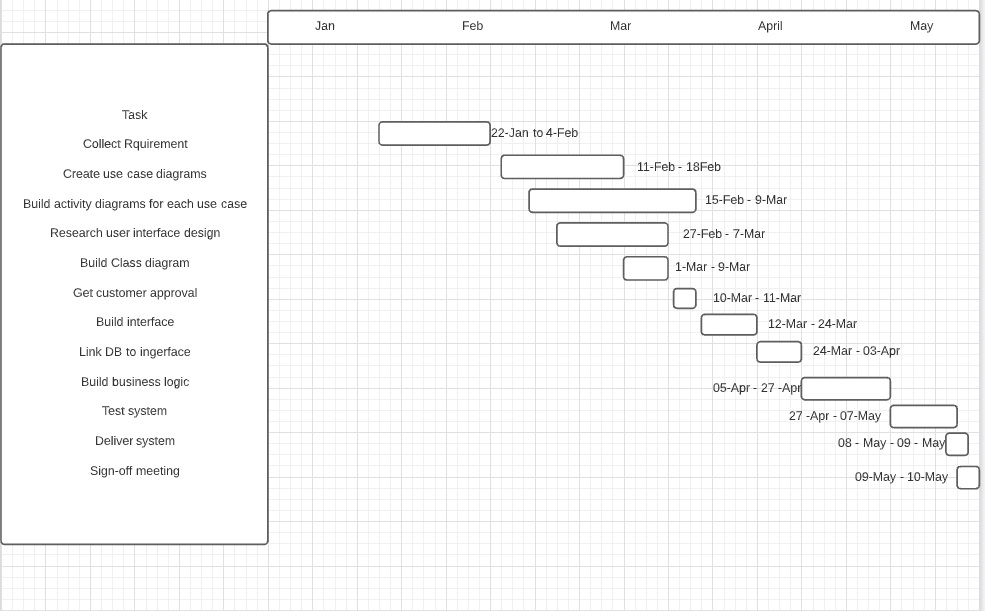 Jan Feb Mar April May
Task
Collect Rquirement 22-Jan to 4-Feb
Create use case diagrams 11-Feb - 18Feb
Build activity diagrams for each use case 15-Feb - 9-Mar
Research user interface design 27-Feb - 7-Mar
Build Class diagram 1-Mar - 9-Mar
Get customer approval 10-Mar - 11-Mar
Build interface 12-Mar - 24-Mar
Link DB to ingerface 24-Mar - 03-Apr
Build business logic 05-Apr - 27 -Apr
Test system 27 -Apr - 07-May
Deliver system 08 - May - 09 - May
Sign-off meeting 09-May - 10-May